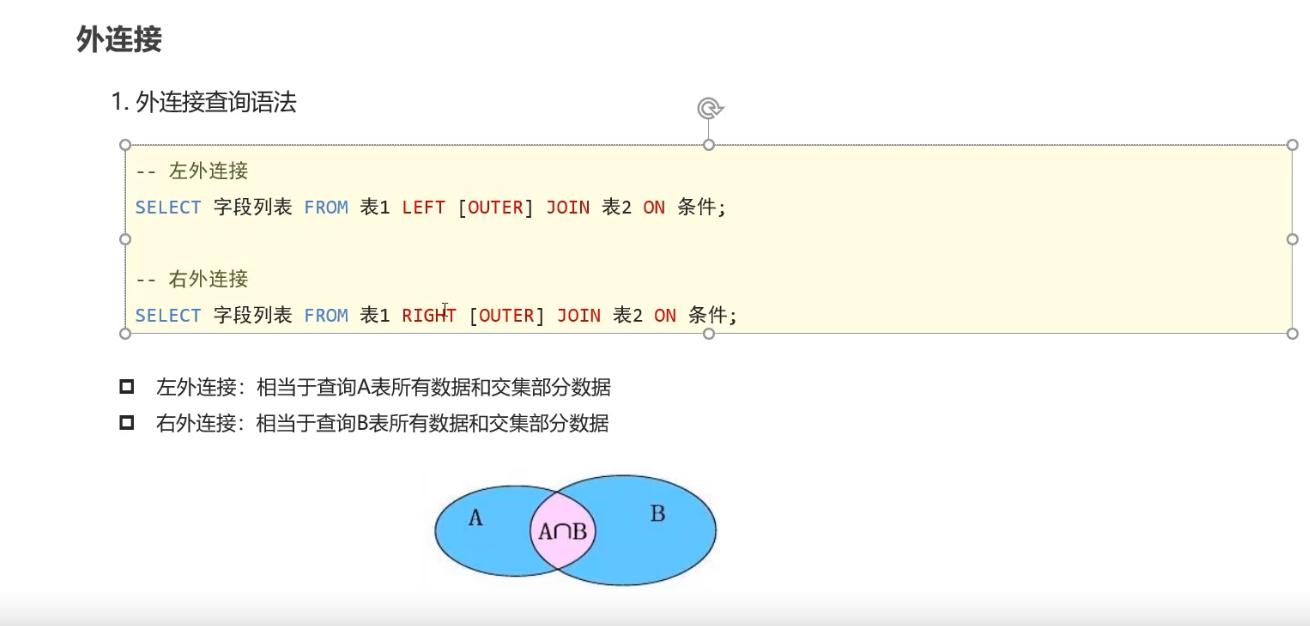 外连接
1. 外连接查询语法
-- 左外连接
SELECT 字段列表 FROM 表1 LEFT [OUTER] JOIN 表2 ON 条件;
-- 右外连接
SELECT 字段列表 FROM 表1 RIGHT [OUTER] JOIN 表2 ON 条件;
左外连接：相当于查询A表所有数据和交集部分数据
右外连接：相当于查询B表所有数据和交集部分数据
A
A∩B
B